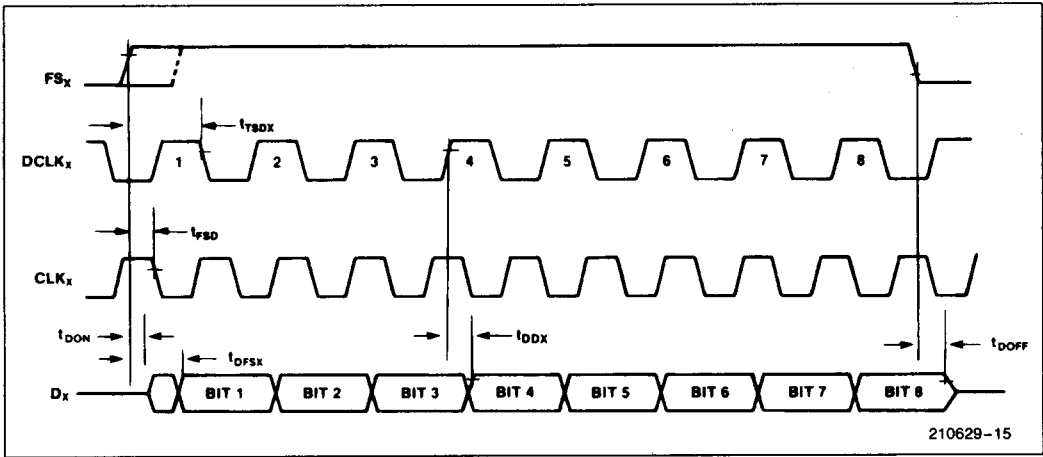 FSX
tTSDX
DCLKX 1 2 3 4 5 6 7 8
tFSD
CLKX
tDON tDDX tDOFF
tDFSX
DX BIT 1 BIT 2 BIT 3 BIT 4 BIT 5 BIT 6 BIT 7 BIT 8
210629-15